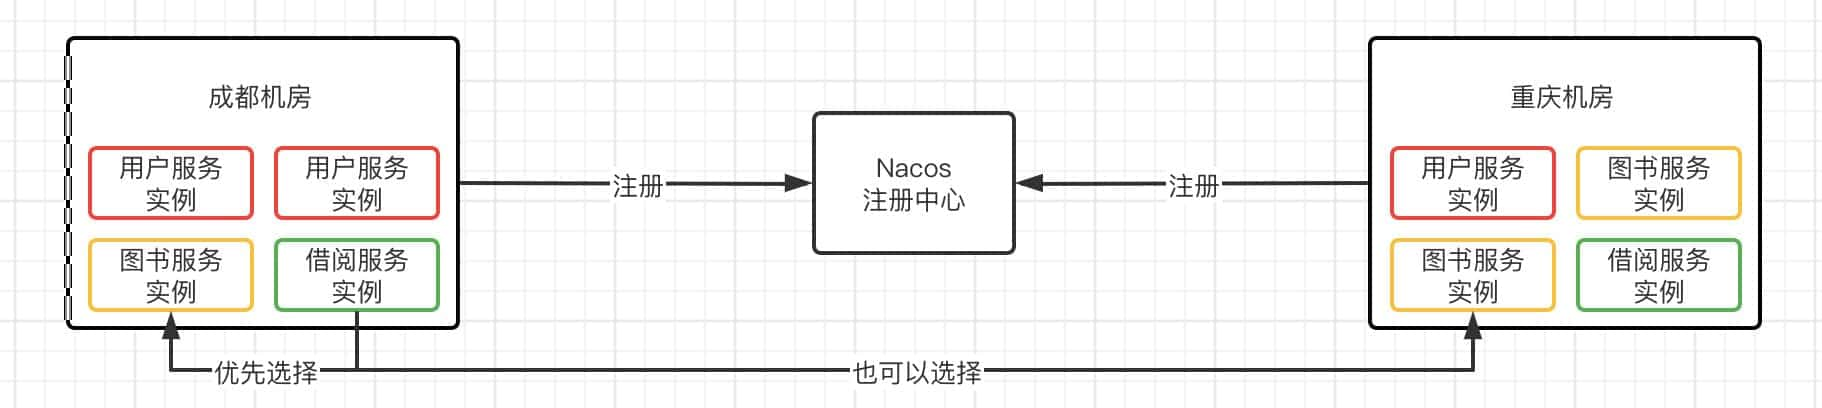 成都机房
用户服务
实例
用户服务
实例
图书服务
实例
借阅服务
实例
注册
Nacos
注册中心
注册
重庆机房
用户服务
实例
图书服务
实例
图书服务
实例
借阅服务
实例
优先选择
也可以选择